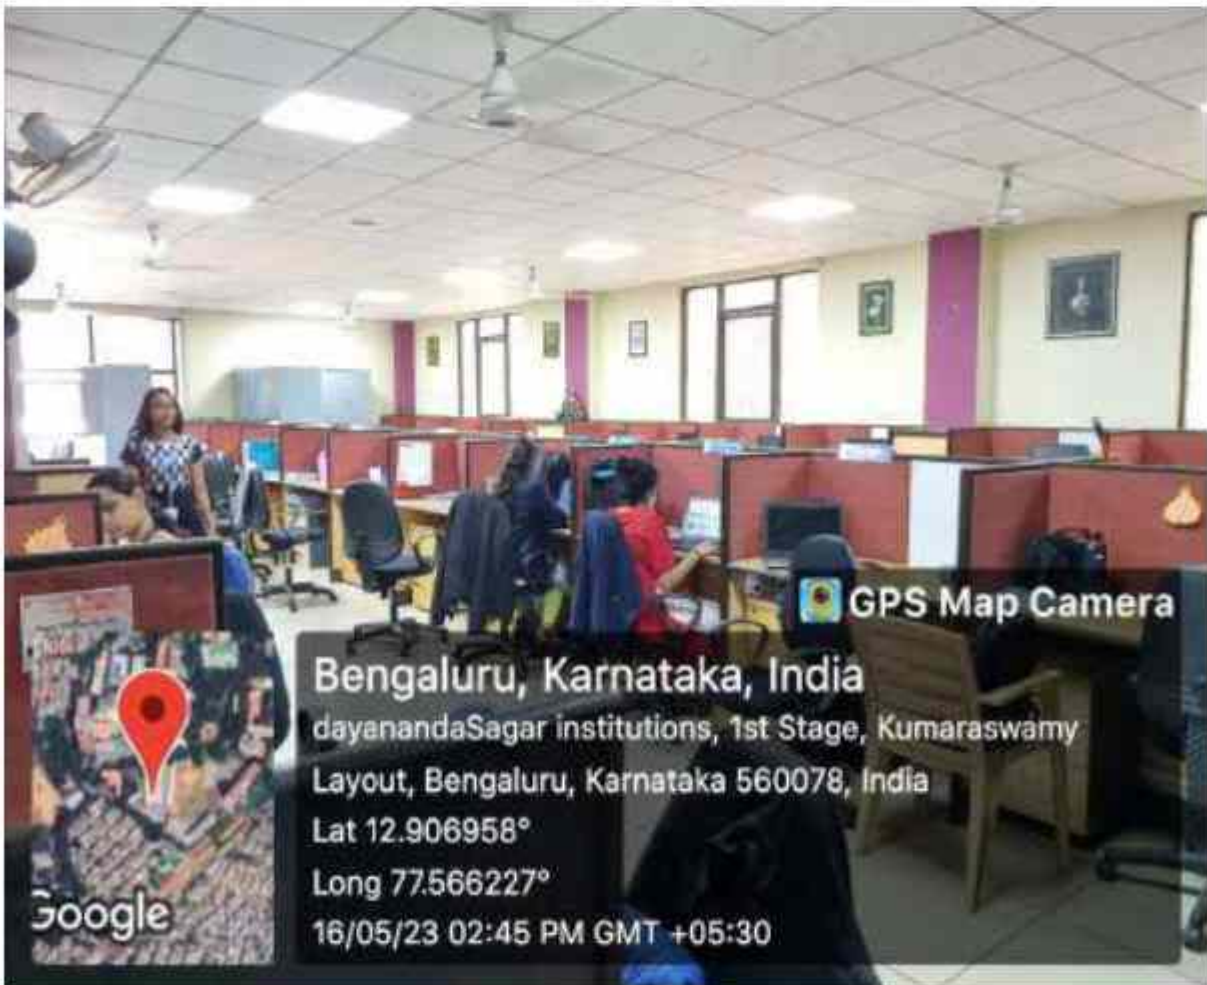 GPS Map Camera
Bengaluru, Karnataka, India
dayanandaSagar institutions, 1st Stage, Kumaraswamy
Layout, Bengaluru, Karnataka 560078, India
Lat 12.906958°
Long 77.566227°
16/05/23 02:45 PM GMT +05:30
Google